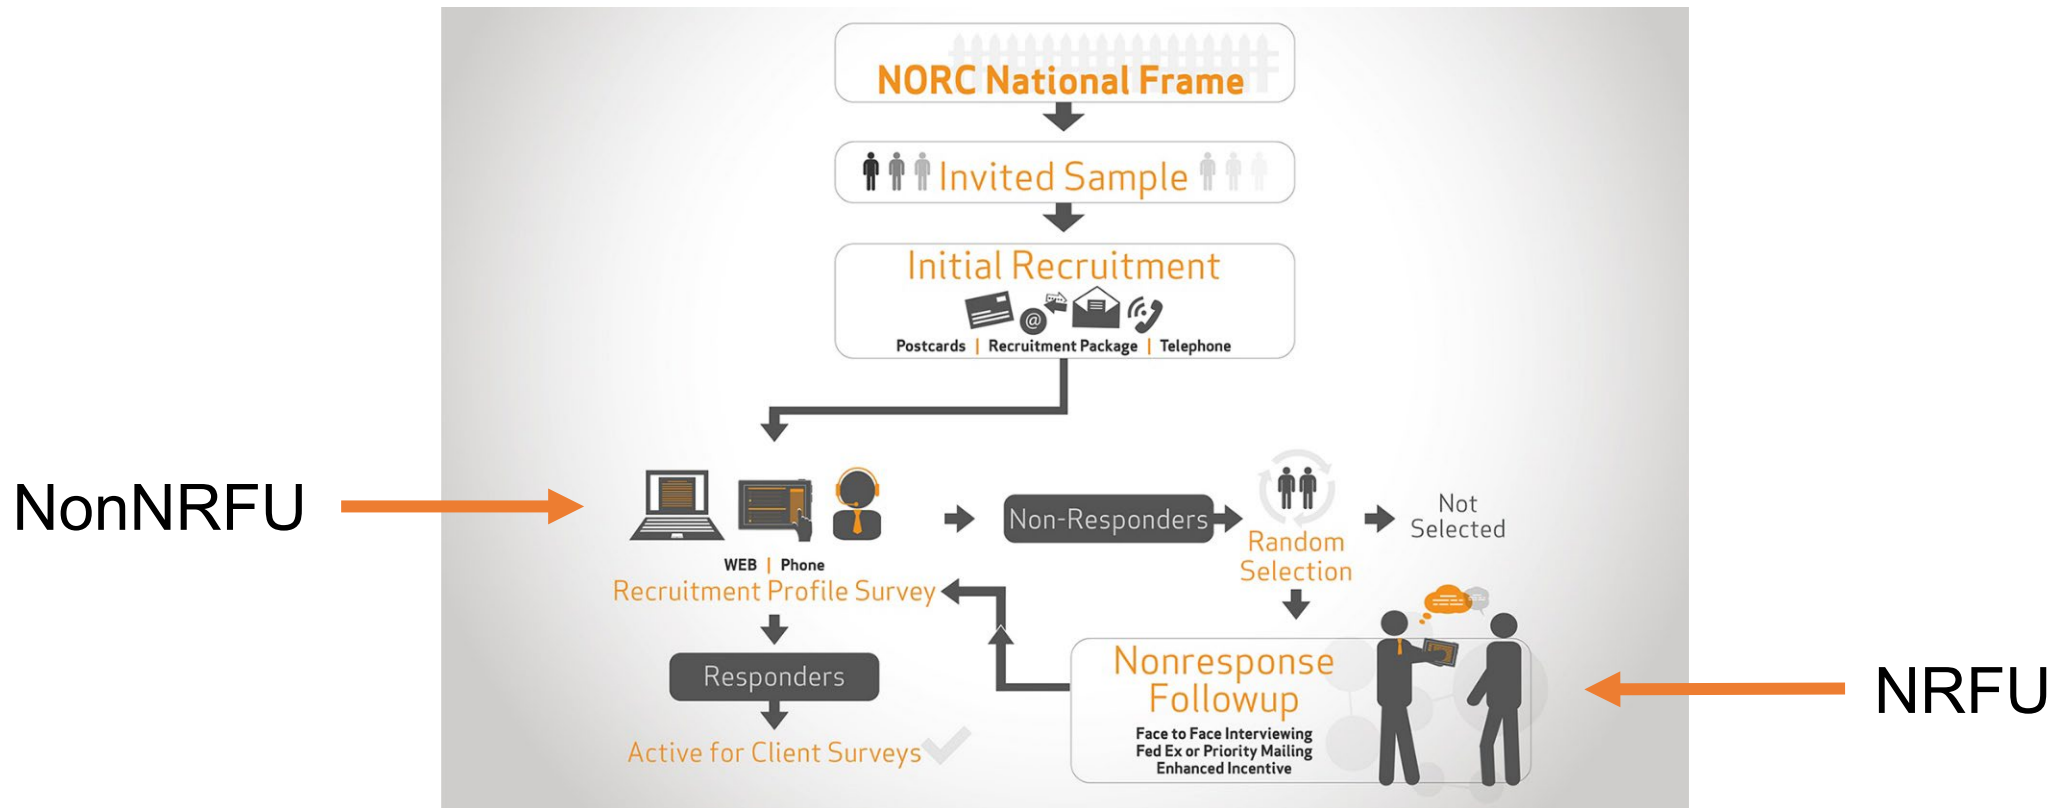 NORC National Frame
Invited Sample
Initial Recruitment
@
Postcards | Recruitment Package | Telephone
NonNRFU
WEB | Phone
Recruitment Profile Survey
Non-Responders
Random
Selection
Not
Selected
Responders
Active for Client Surveys
Nonresponse
Followup
Face to Face Interviewing
Fed Ex or Priority Mailing
Enhanced Incentive
NRFU